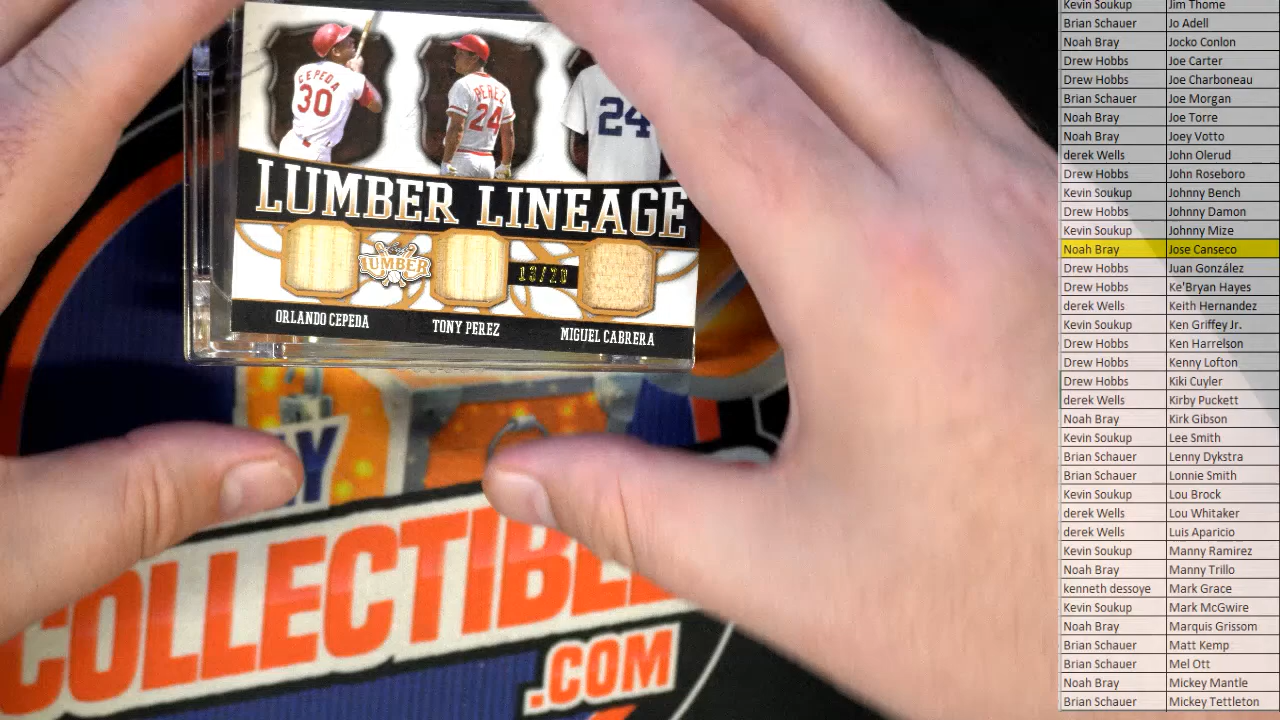 CEPEDA
30
PEREZ
24
24
LUMBER LINEAGE
Leaf
LUMBER
13/20
ORLANDO CEPEDA
TONY PEREZ
MIGUEL CABRERA
COLLECTIBLE
.COM
Kevin Soukup Jim Thome
Brian Schauer Jo Adell
Noah Bray Jocko Conlon
Drew Hobbs Joe Carter
Drew Hobbs Joe Charboneau
Brian Schauer Joe Morgan
Noah Bray Joe Torre
Noah Bray Joey Votto
derek Wells John Olerud
Drew Hobbs John Roseboro
Kevin Soukup Johnny Bench
Drew Hobbs Johnny Damon
Kevin Soukup Johnny Mize
Noah Bray Jose Canseco
Drew Hobbs Juan González
Drew Hobbs Ke'Bryan Hayes
derek Wells Keith Hernandez
Kevin Soukup Ken Griffey Jr.
Drew Hobbs Ken Harrelson
Drew Hobbs Kenny Lofton
Drew Hobbs Kiki Cuyler
derek Wells Kirby Puckett
Noah Bray Kirk Gibson
Kevin Soukup Lee Smith
Brian Schauer Lenny Dykstra
Brian Schauer Lonnie Smith
Kevin Soukup Lou Brock
derek Wells Lou Whitaker
derek Wells Luis Aparicio
Kevin Soukup Manny Ramirez
Noah Bray Manny Trillo
kenneth dessoye Mark Grace
Kevin Soukup Mark McGwire
Noah Bray Marquis Grissom
Brian Schauer Matt Kemp
Brian Schauer Mel Ott
Noah Bray Mickey Mantle
Brian Schauer Mickey Tettleton